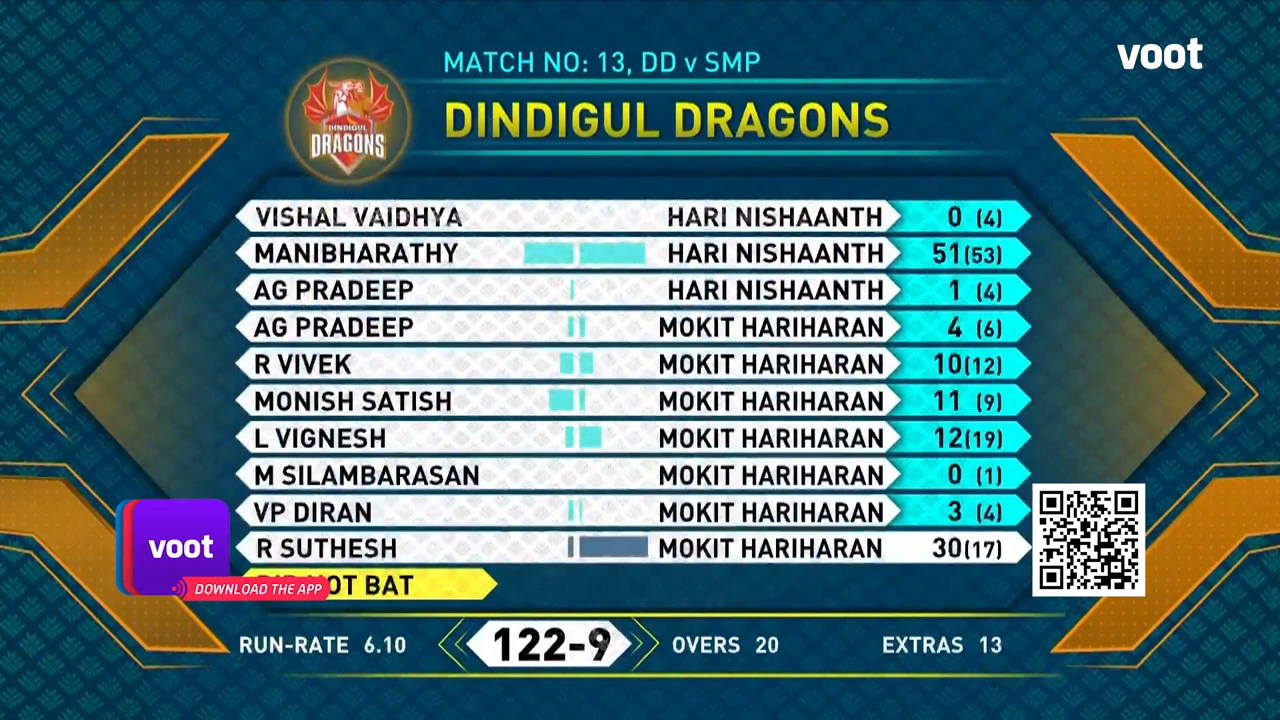 MATCH NO: 13, DD v SMP
voot
DINDIGUL DRAGONS
DINDIGUL
DRAGONS
VISHAL VAIDHYA HARI NISHAANTH 0 (4)
MANIBHARATHY HARI NISHAANTH 51(53)
AG PRADEEP HARI NISHAANTH 1 (4)
AG PRADEEP MOKIT HARIHARAN 4 (6)
R VIVEK MOKIT HARIHARAN 10(12)
MONISH SATISH MOKIT HARIHARAN 11 (9)
L VIGNESH MOKIT HARIHARAN 12(19)
M SILAMBARASAN MOKIT HARIHARAN 0 (1)
VP DIRAN MOKIT HARIHARAN 3 (4)
voot
R SUTHESH MOKIT HARIHARAN 30(17)
DOWNLOAD THE APP
NOT BAT
RUN-RATE 6.10 122-9 OVERS 20 EXTRAS 13